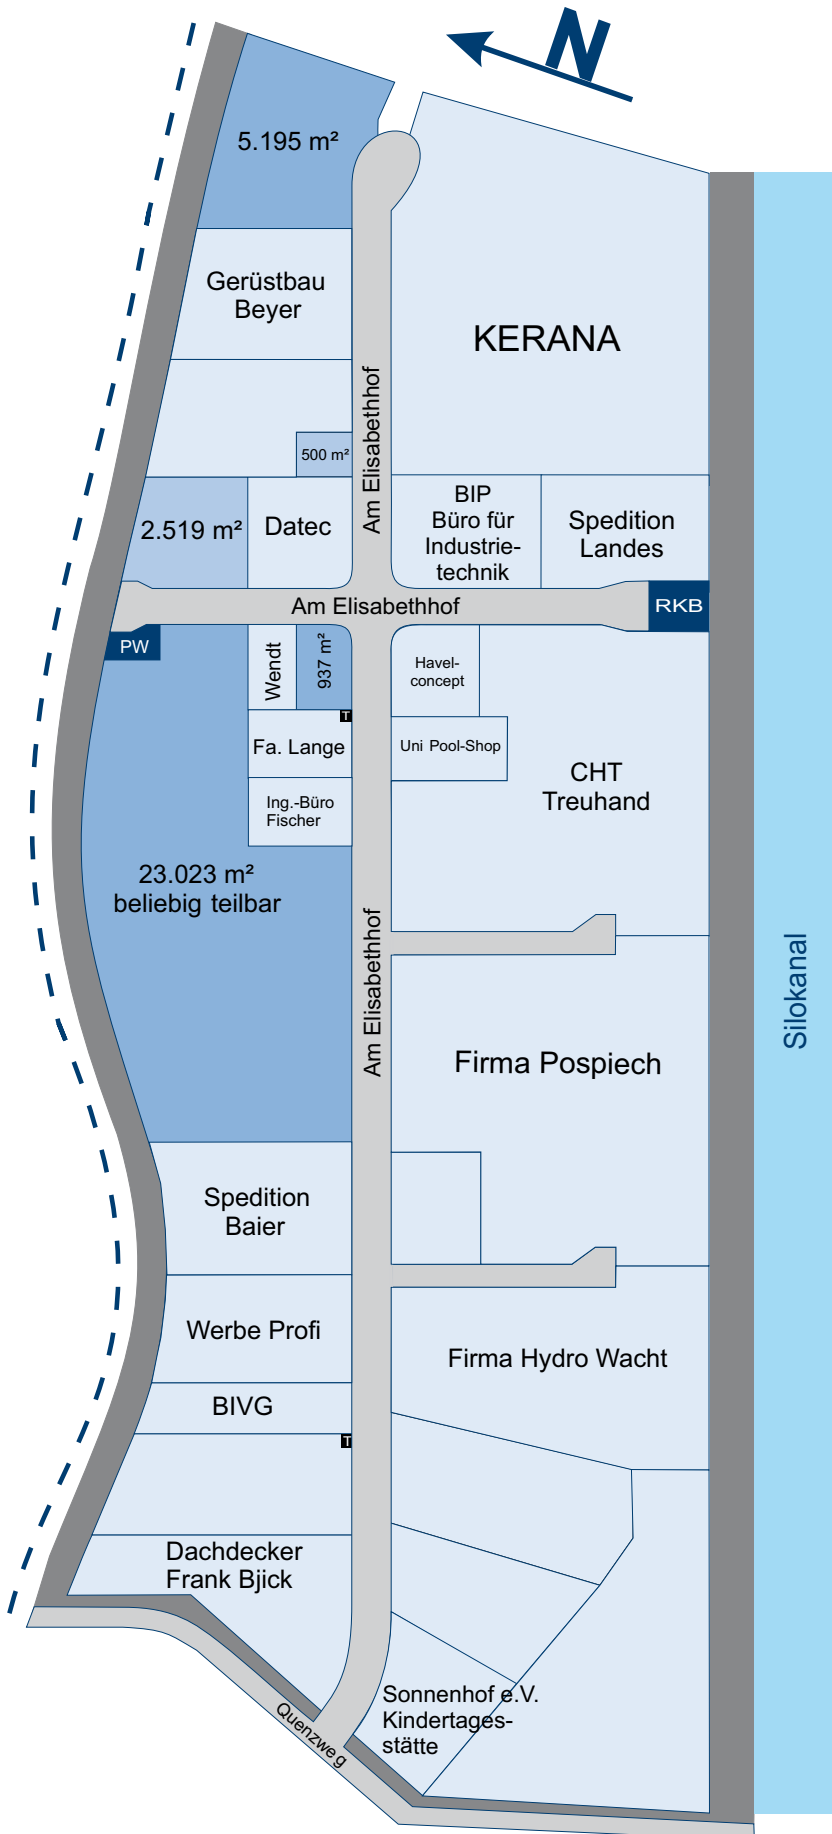 N
5.195 m²
Gerüstbau
Beyer
KERANA
Am Elisabethhof
500 m²
2.519 m²
Datec
BIP
Büro für
Industrie-
technik
Spedition
Landes
Am Elisabethhof
RKB
PW
Wendt
937 m²
Havel-
concept
T
Fa. Lange
Uni Pool-Shop
CHT
Treuhand
Ing.-Büro
Fischer
23.023 m²
beliebig teilbar
Am Elisabethhof
Silokanal
Firma Pospiech
Spedition
Baier
Werbe Profi
Firma Hydro Wacht
BIVG
T
Dachdecker
Frank Bjick
Sonnenhof e.V.
Kindertages-
stätte
Quenzweg